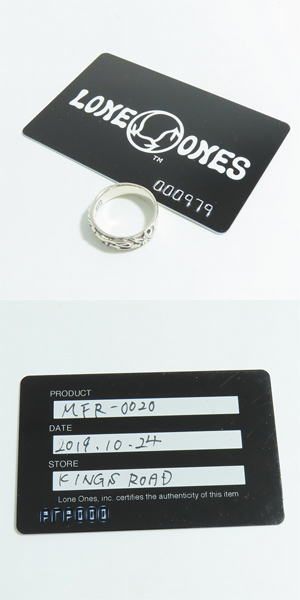 LONE ONES
TM
000979
PRODUCT
MFR-0020
DATE
2019.10.24
STORE
KINGS ROAD
Lone Ones, inc. certifies the authenticity of this item